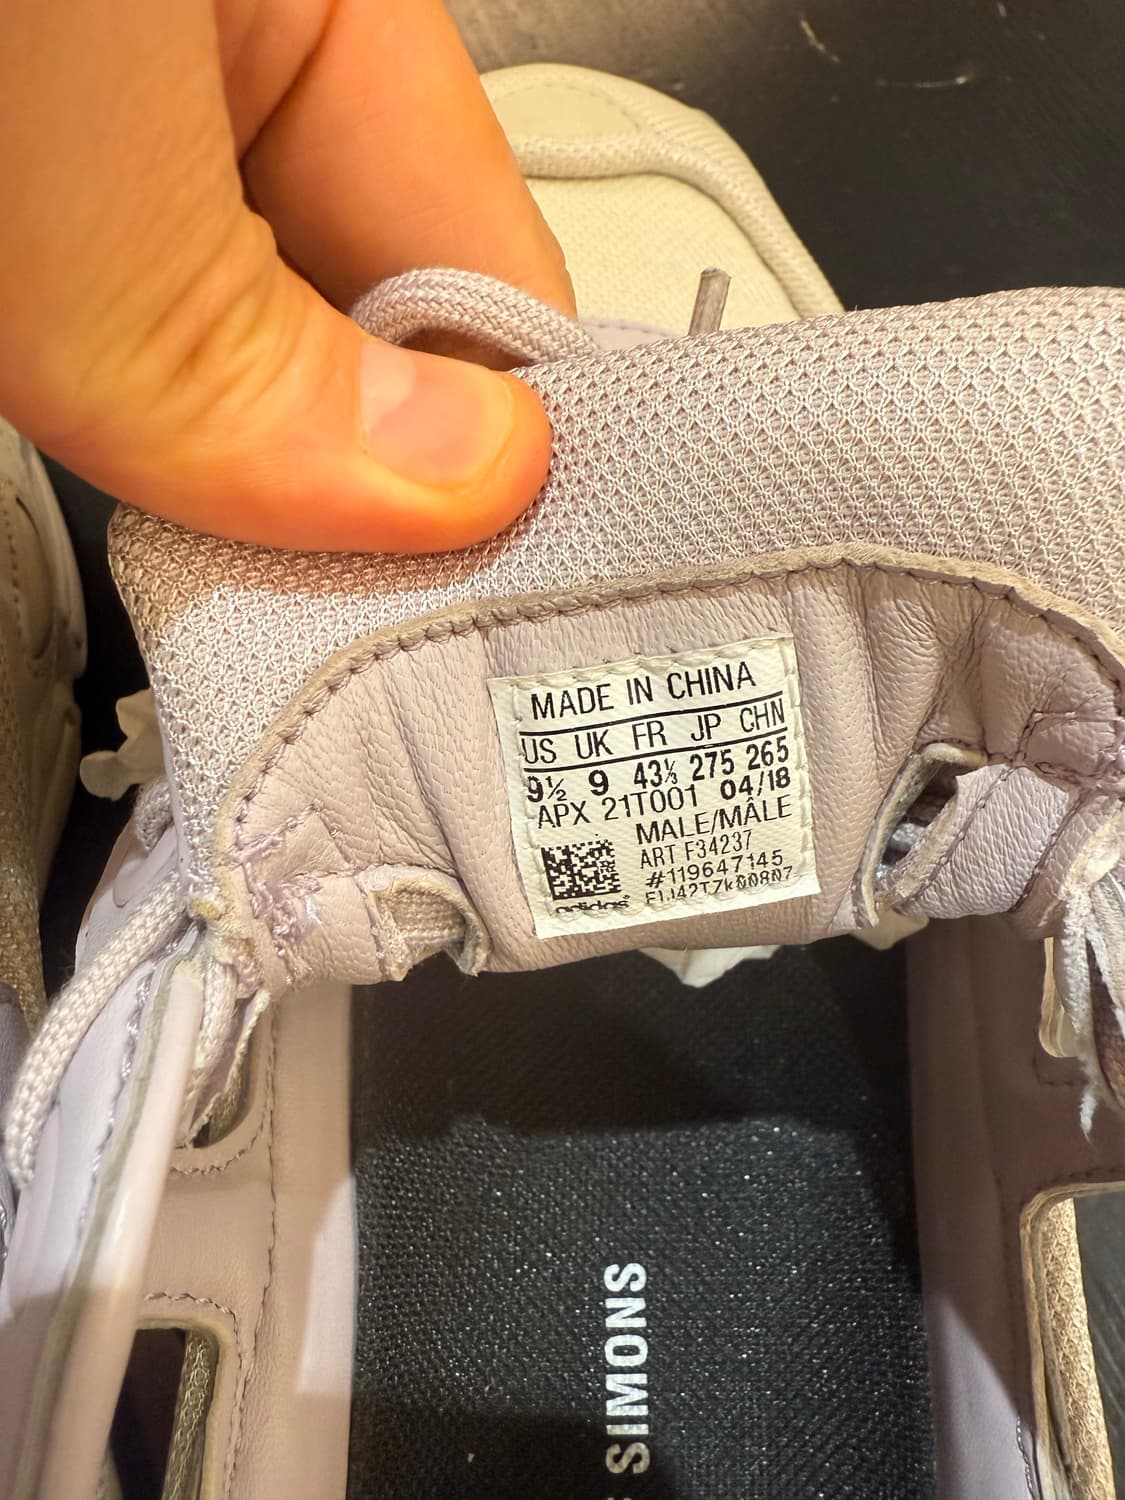 MADE IN CHINA
US UK FR JP CHN
9½ 9 43⅓ 275 265
APX 21T001 04/18
MALE/MÂLE
ART F34237
#119647145
adidas
SIMONS